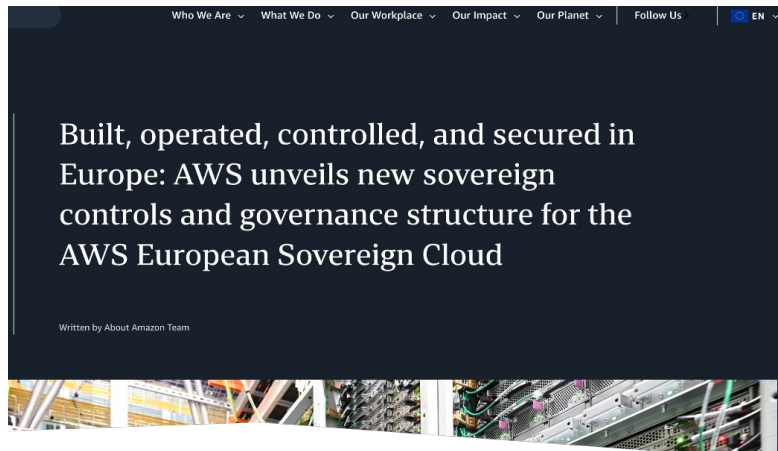 Who We Are What We Do Our Workplace Our Impact Our Planet Follow Us EN
Built, operated, controlled, and secured in
Europe: AWS unveils new sovereign
controls and governance structure for the
AWS European Sovereign Cloud
Written by About Amazon Team